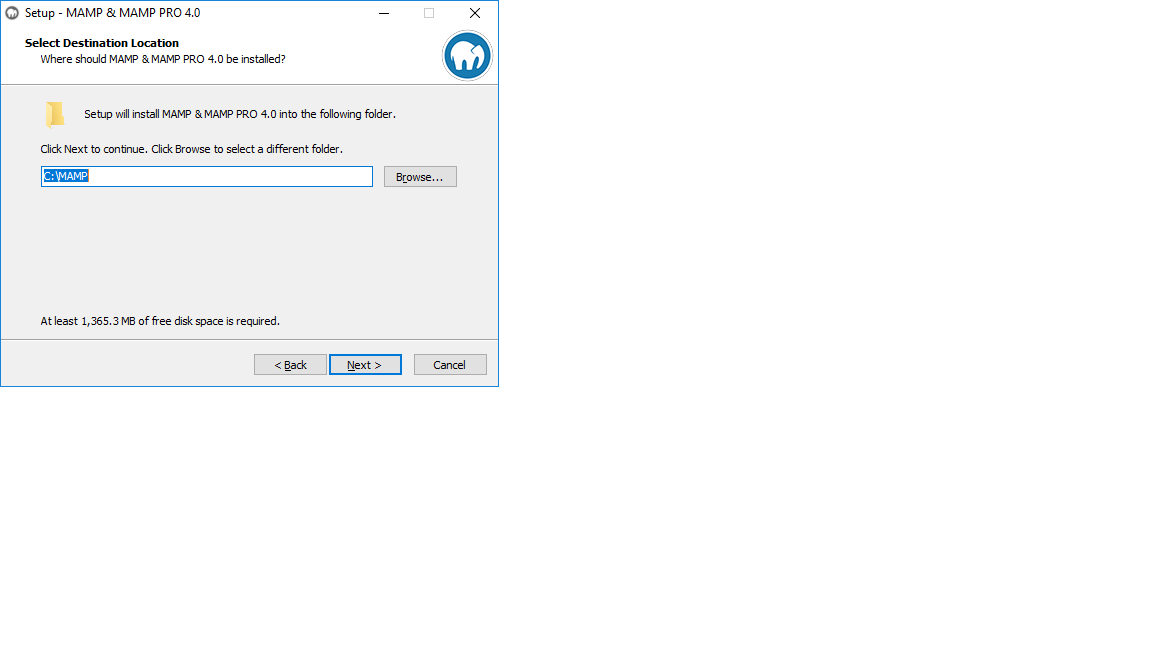 Setup - MAMP & MAMP PRO 4.0
Select Destination Location
Where should MAMP & MAMP PRO 4.0 be installed?
Setup will install MAMP & MAMP PRO 4.0 into the following folder.
Click Next to continue. Click Browse to select a different folder.
C:\MAMP
Browse...
At least 1,365.3 MB of free disk space is required.
< Back
Next >
Cancel